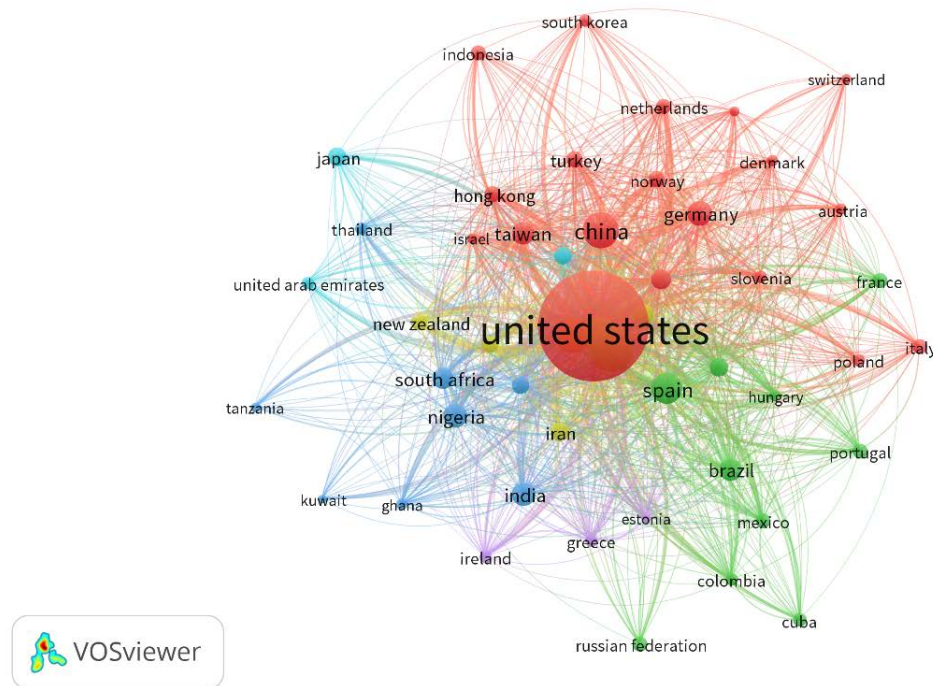 south korea
indonesia
switzerland
netherlands
japan
turkey
denmark
norway
hong kong
germany
austria
thailand
israel
taiwan
china
united arab emirates
slovenia
france
new zealand
united states
italy
poland
south africa
spain
hungary
tanzania
nigeria
iran
portugal
brazil
kuwait
ghana
india
estonia
mexico
ireland
greece
colombia
cuba
russian federation
VOSviewer